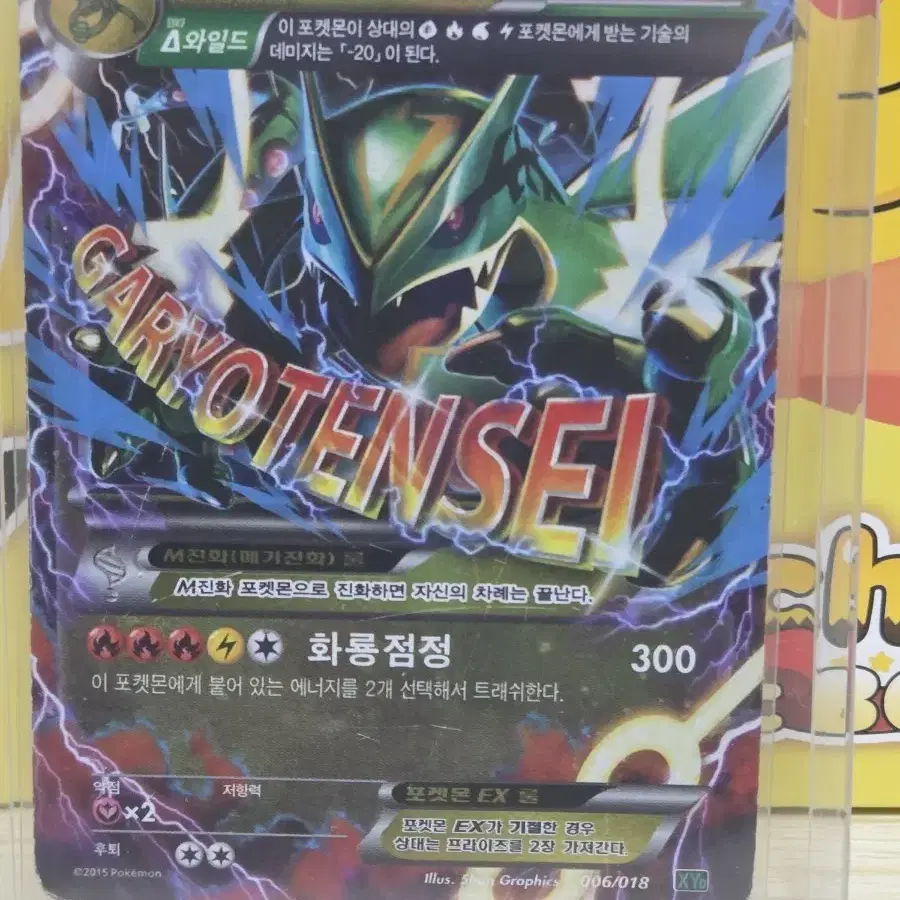 Δ와일드
이 포켓몬이 상대의 포켓몬에게 받는 기술의
데미지는 「-20」이 된다.
GARYOTENSEI
M진화(메가진화) 룰
M진화 포켓몬으로 진화하면 자신의 차례는 끝난다.
화룡점정 300
이 포켓몬에게 붙어 있는 에너지를 2개 선택해서 트래쉬한다.
약점 저항력
×2
포켓몬 EX 룰
포켓몬 EX가 기절한 경우
상대는 프라이즈를 2장 가져간다.
후퇴
©2015 Pokémon
Illus. 5ban Graphics 006/018 XY